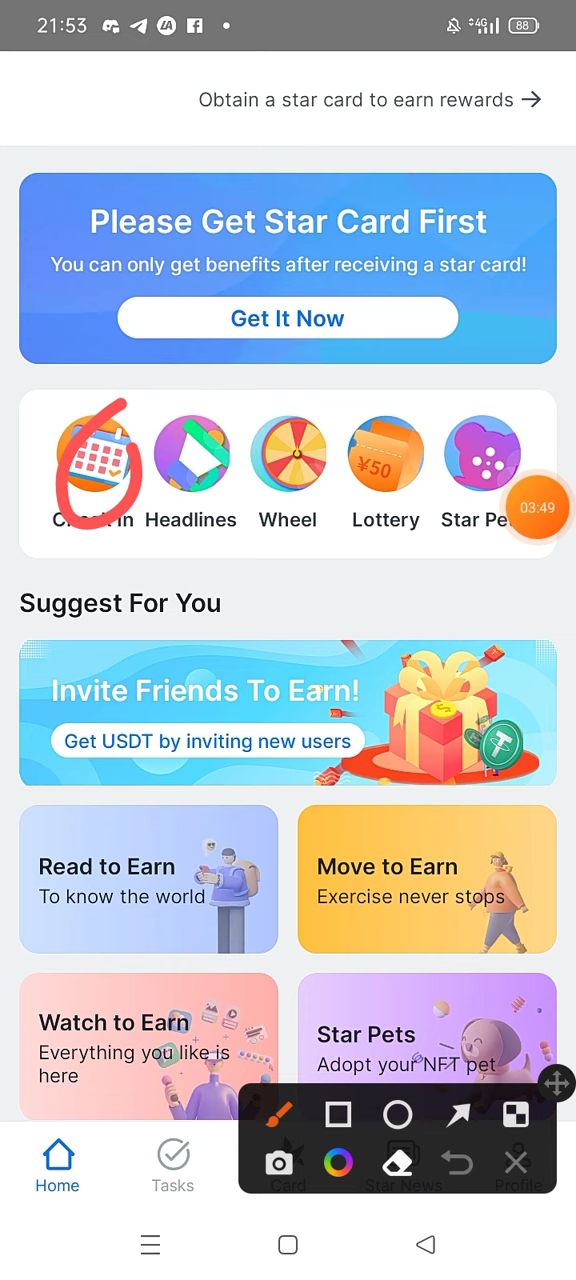 21:53
4G
88
Obtain a star card to earn rewards
Please Get Star Card First
You can only get benefits after receiving a star card!
Get It Now
¥50
Headlines
Wheel
Lottery
Star
03:49
Suggest For You
Invite Friends To Earn!
Get USDT by inviting new users
Read to Earn
To know the world
Move to Earn
Exercise never stops
Watch to Earn
Everything you like is
here
Star Pets
Adopt your NFT pet
Home
Tasks
Card
Star News
Profile